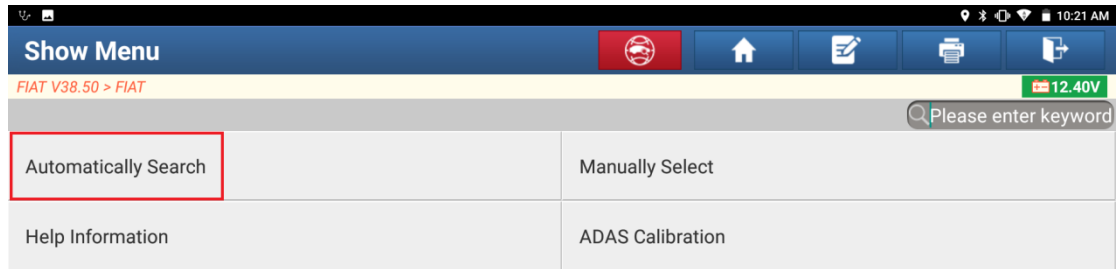 10:21 AM
Show Menu
FIAT V38.50 > FIAT
12.40V
Please enter keyword
Automatically Search
Manually Select
Help Information
ADAS Calibration